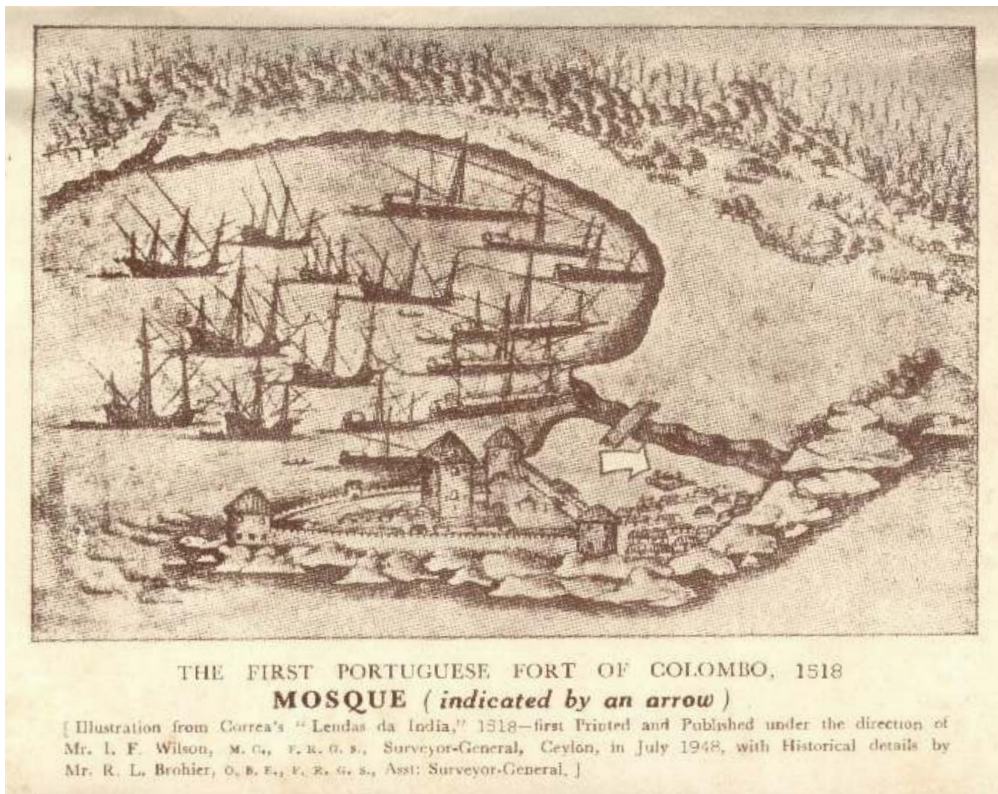 THE FIRST PORTUGUESE FORT OF COLOMBO, 1518
MOSQUE ( indicated by an arrow )
[ Illustration from Correa's “ Lendas da India,” 1518—first Printed and Published under the direction of
Mr. I. F. Wilson, M. C., F. R. G. S., Surveyor-General, Ceylon, in July 1948, with Historical details by
Mr. R. L. Brohier, O. B. E., F. R. G. S., Asst: Surveyor-General. ]